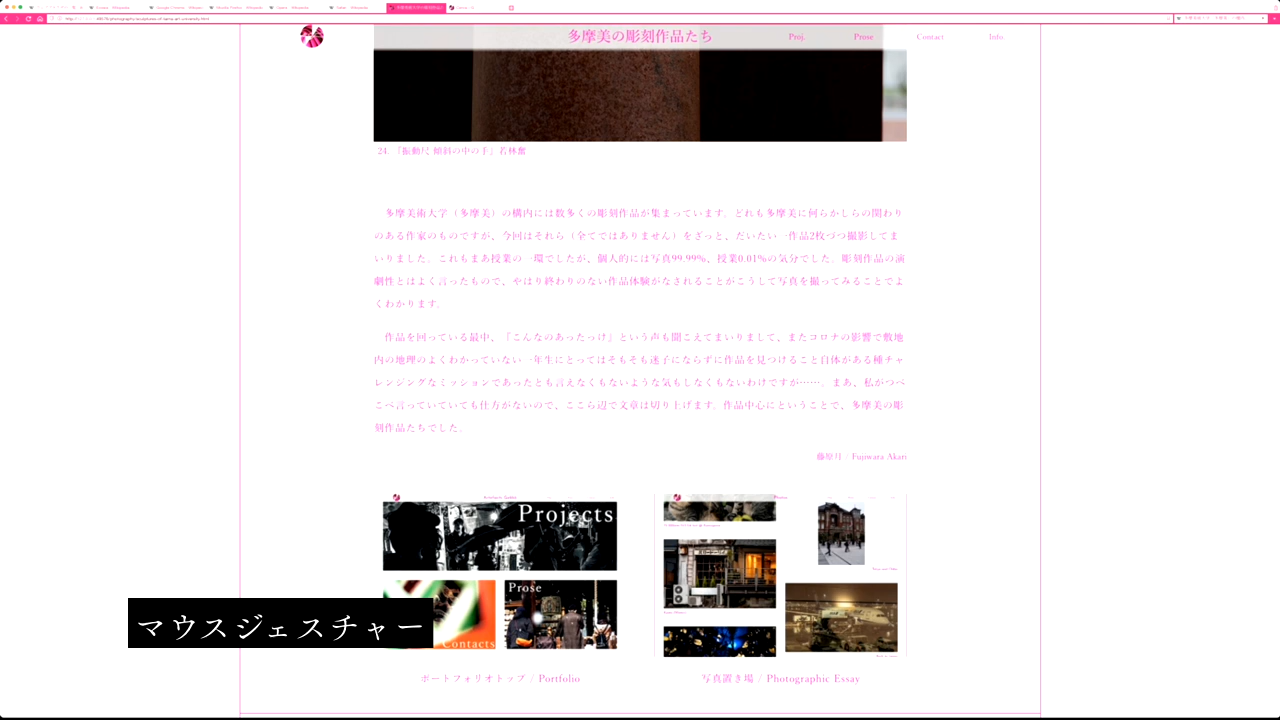 多摩美の彫刻作品たち
Proj.
Prose
Contact
Info
24. 「振動尺 傾斜の中の手」若林奮
多摩美術大学（多摩美）の構内には数多くの彫刻作品が集まっています。どれも多摩美に何らかしらの関わり
のある作家のものですが、今回はそれら（全てではありません）をざっと、だいたい一作品2枚づつ撮影してま
いりました。これもまあ授業の一環でしたが、個人的には写真99.99%、授業0.01%の気分でした。彫刻作品の演
劇性とはよく言ったもので、やはり終わりのない作品体験がなされることがこうして写真を撮ってみることでよ
くわかります。
作品を回っている最中、「こんなのあったっけ」という声も聞こえてまいりまして、またコロナの影響で敷地
内の地理のよくわかっていない一年生にとってはそもそも迷子にならずに作品を見つけること自体がある種チャ
レンジングなミッションであったとも言えなくもないような気もしなくもないわけですが……。まあ、私がつべ
こべ言っていていても仕方がないので、ここら辺で文章は切り上げます。作品中心にということで、多摩美の彫
刻作品たちでした。
藤原月 / Fujiwara Akari
Projects
Prose
Contacts
マウスジェスチャー
ポートフォリオトップ / Portfolio
写真置き場 / Photographic Essay